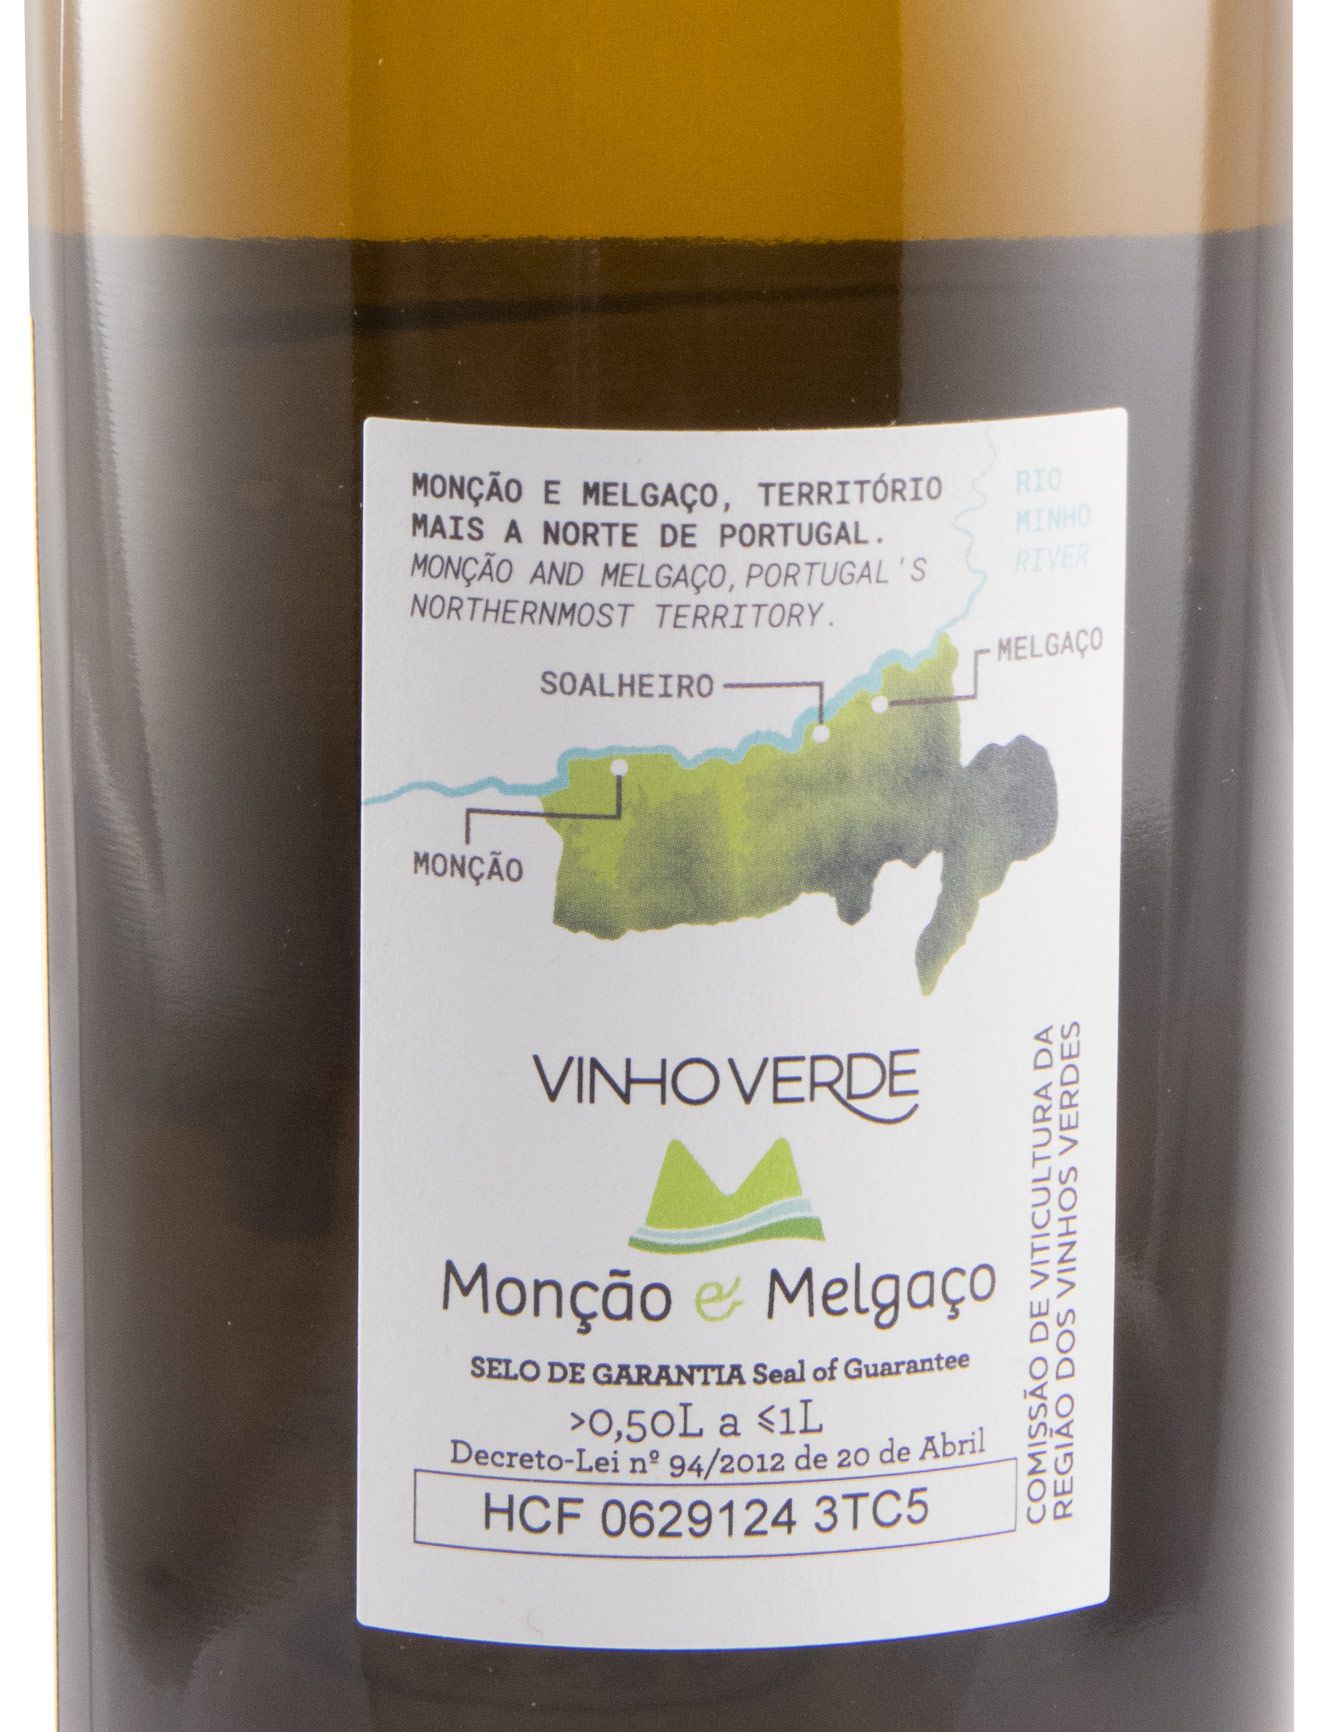 MONÇÃO E MELGAÇO, TERRITÓRIO
MAIS A NORTE DE PORTUGAL.
MONÇÃO AND MELGAÇO, PORTUGAL'S
NORTHERNMOST TERRITORY.
RIO
MINHO
RIVER
MELGAÇO
SOALHEIRO
MONÇÃO
VINHO VERDE
Monção e Melgaço
SELO DE GARANTIA Seal of Guarantee
>0,50L a ≤1L
Decreto-Lei nº 94/2012 de 20 de Abril
HCF 0629124 3TC5
COMISSÃO DE VITICULTURA DA
REGIÃO DOS VINHOS VERDES